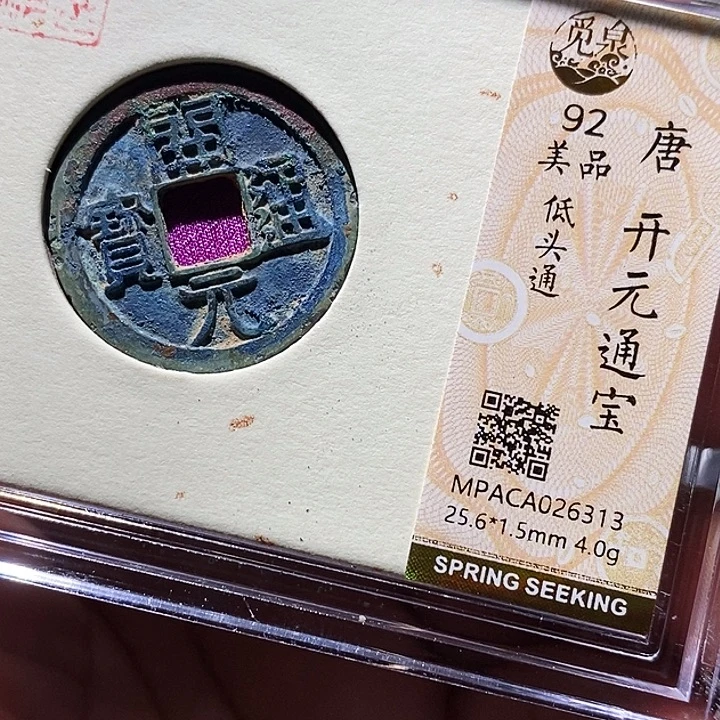 開元通寶
觅泉
92
美品
低头通
唐
开元通宝
MPACA026313
25.6*1.5mm 4.0g
SPRING SEEKING